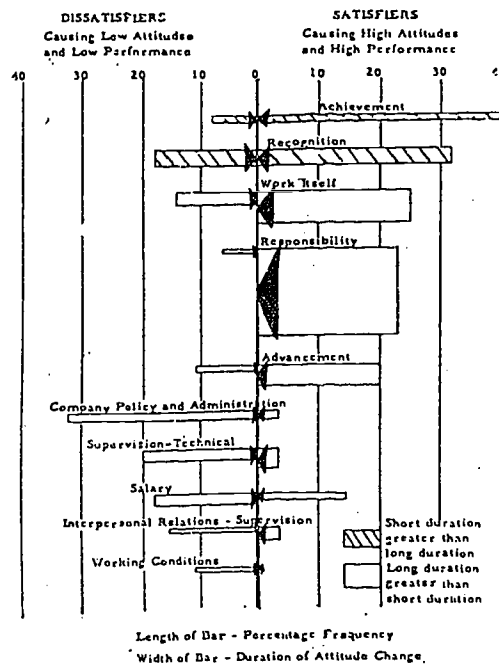 DISSATISFIERS
Causing Low Attitudes
and Low Performance
SATISFIERS
Causing High Attitudes
and High Performance
40 30 20 10 0 10 20 30 40
Achievement
Recognition
Work Itself
Responsibility
Advancement
Company Policy and Administration
Supervision-Technical
Salary
Interpersonal Relations - Supervision
Working Conditions
Short duration
greater than
long duration
Long duration
greater than
short duration
Length of Bar - Percentage Frequency
Width of Bar - Duration of Attitude Change